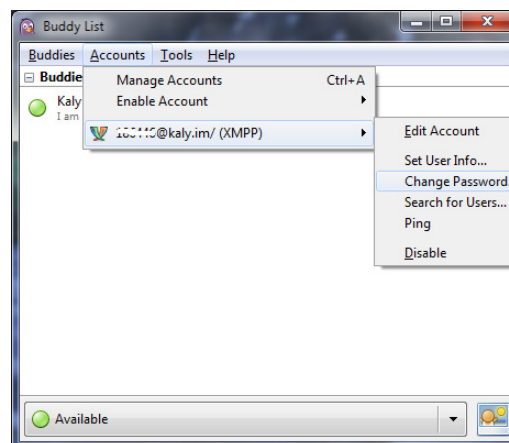 Buddy List
Buddies Accounts Tools Help
Buddie
Manage Accounts Ctrl+A
Enable Account
Kaly
I am
@kaly.im/ (XMPP)
Edit Account
Set User Info...
Change Password
Search for Users...
Ping
Disable
Available